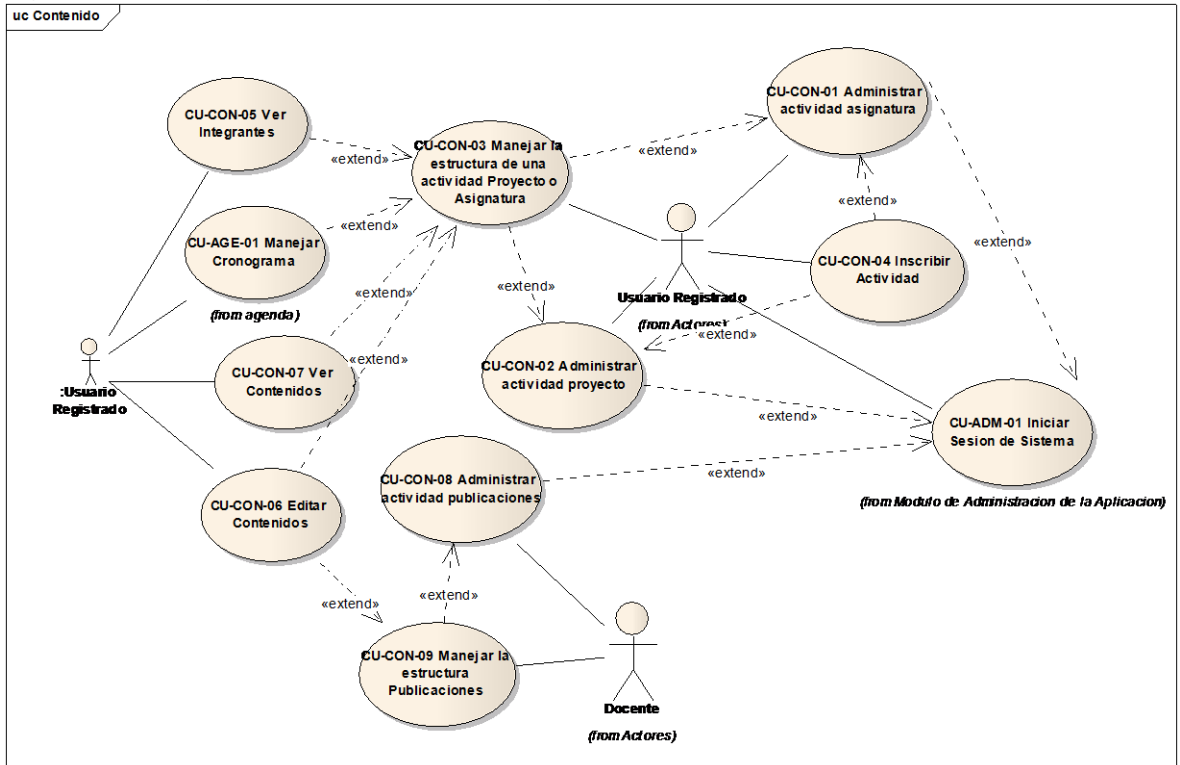 uc Contenido
CU-CON-05 Ver
Integrantes
«extend»
CU-CON-03 Manejar la
estructura de una
actividad Proyecto o
Asignatura
«extend»
CU-CON-01 Administrar
actividad asignatura
«extend»
CU-AGE-01 Manejar
Cronograma
(from agenda)
«extend»
«extend»
«extend»
CU-CON-04 Inscribir
Actividad
«extend»
Usuario Registrado
(from Actores)
«extend»
«extend»
«extend»
CU-CON-07 Ver
Contenidos
:Usuario
Registrado
CU-CON-02 Administrar
actividad proyecto
«extend»
CU-ADM-01 Iniciar
Sesion de Sistema
(from Modulo de Administracion de la Aplicacion)
CU-CON-08 Administrar
actividad publicaciones
«extend»
CU-CON-06 Editar
Contenidos
«extend»
«extend»
CU-CON-09 Manejar la
estructura
Publicaciones
Docente
(from Actores)